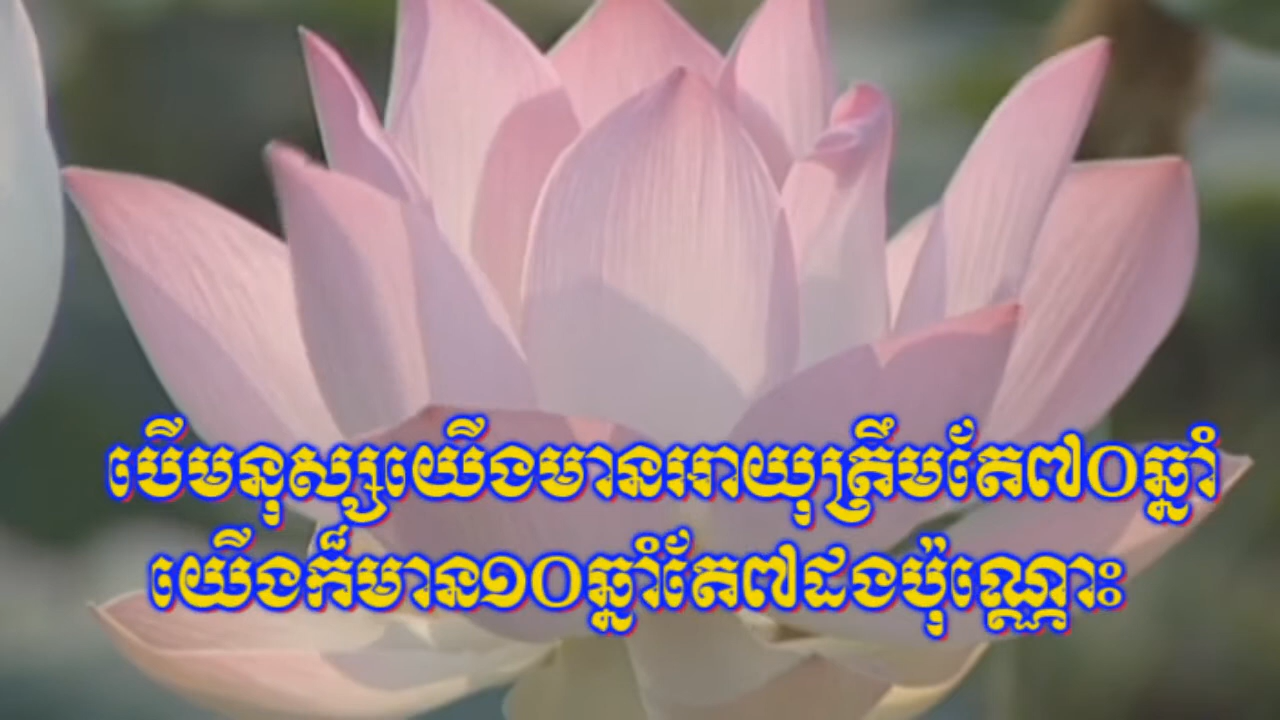 បើមនុស្សយើងមានអាយុត្រឹមតែ៧០ឆ្នាំ
យើងក៏មាន១០ឆ្នាំតែ៧ដងប៉ុណ្ណោះ